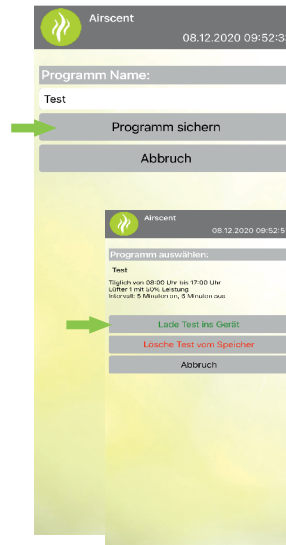 Airscent
08.12.2020 09:52:3
Programm Name:
Test
Programm sichern
Abbruch
Airscent
08.12.2020 09:52:5
Programm auswählen:
Test
Täglich von 08:00 Uhr bis 17:00 Uhr
Lüfter 1 mit 50% Leistung
Intervall: 5 Minuten an, 6 Minuten aus
Lade Test ins Gerät
Lösche Test vom Speicher
Abbruch